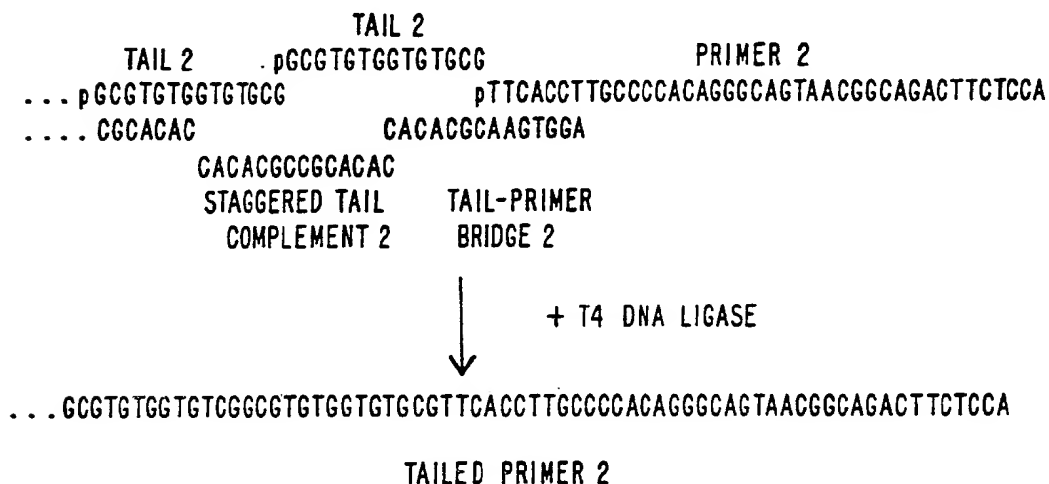 TAIL 2
TAIL 2 pGCGTGTGGTGTGCG PRIMER 2
...pGCGTGTGGTGTGCG pTTCACCTTGCCCCACAGGGCAGTAACGGCAGACTTCTCCA
....CGCACAC CACACGCAAGTGGA
CACACGCCGCACAC
STAGGERED TAIL TAIL-PRIMER
COMPLEMENT 2 BRIDGE 2
+ T4 DNA LIGASE
...GCGTGTGGTGTCGGCGTGTGGTGTGCGTTCACCTTGCCCCACAGGGCAGTAACGGCAGACTTCTCCA
TAILED PRIMER 2